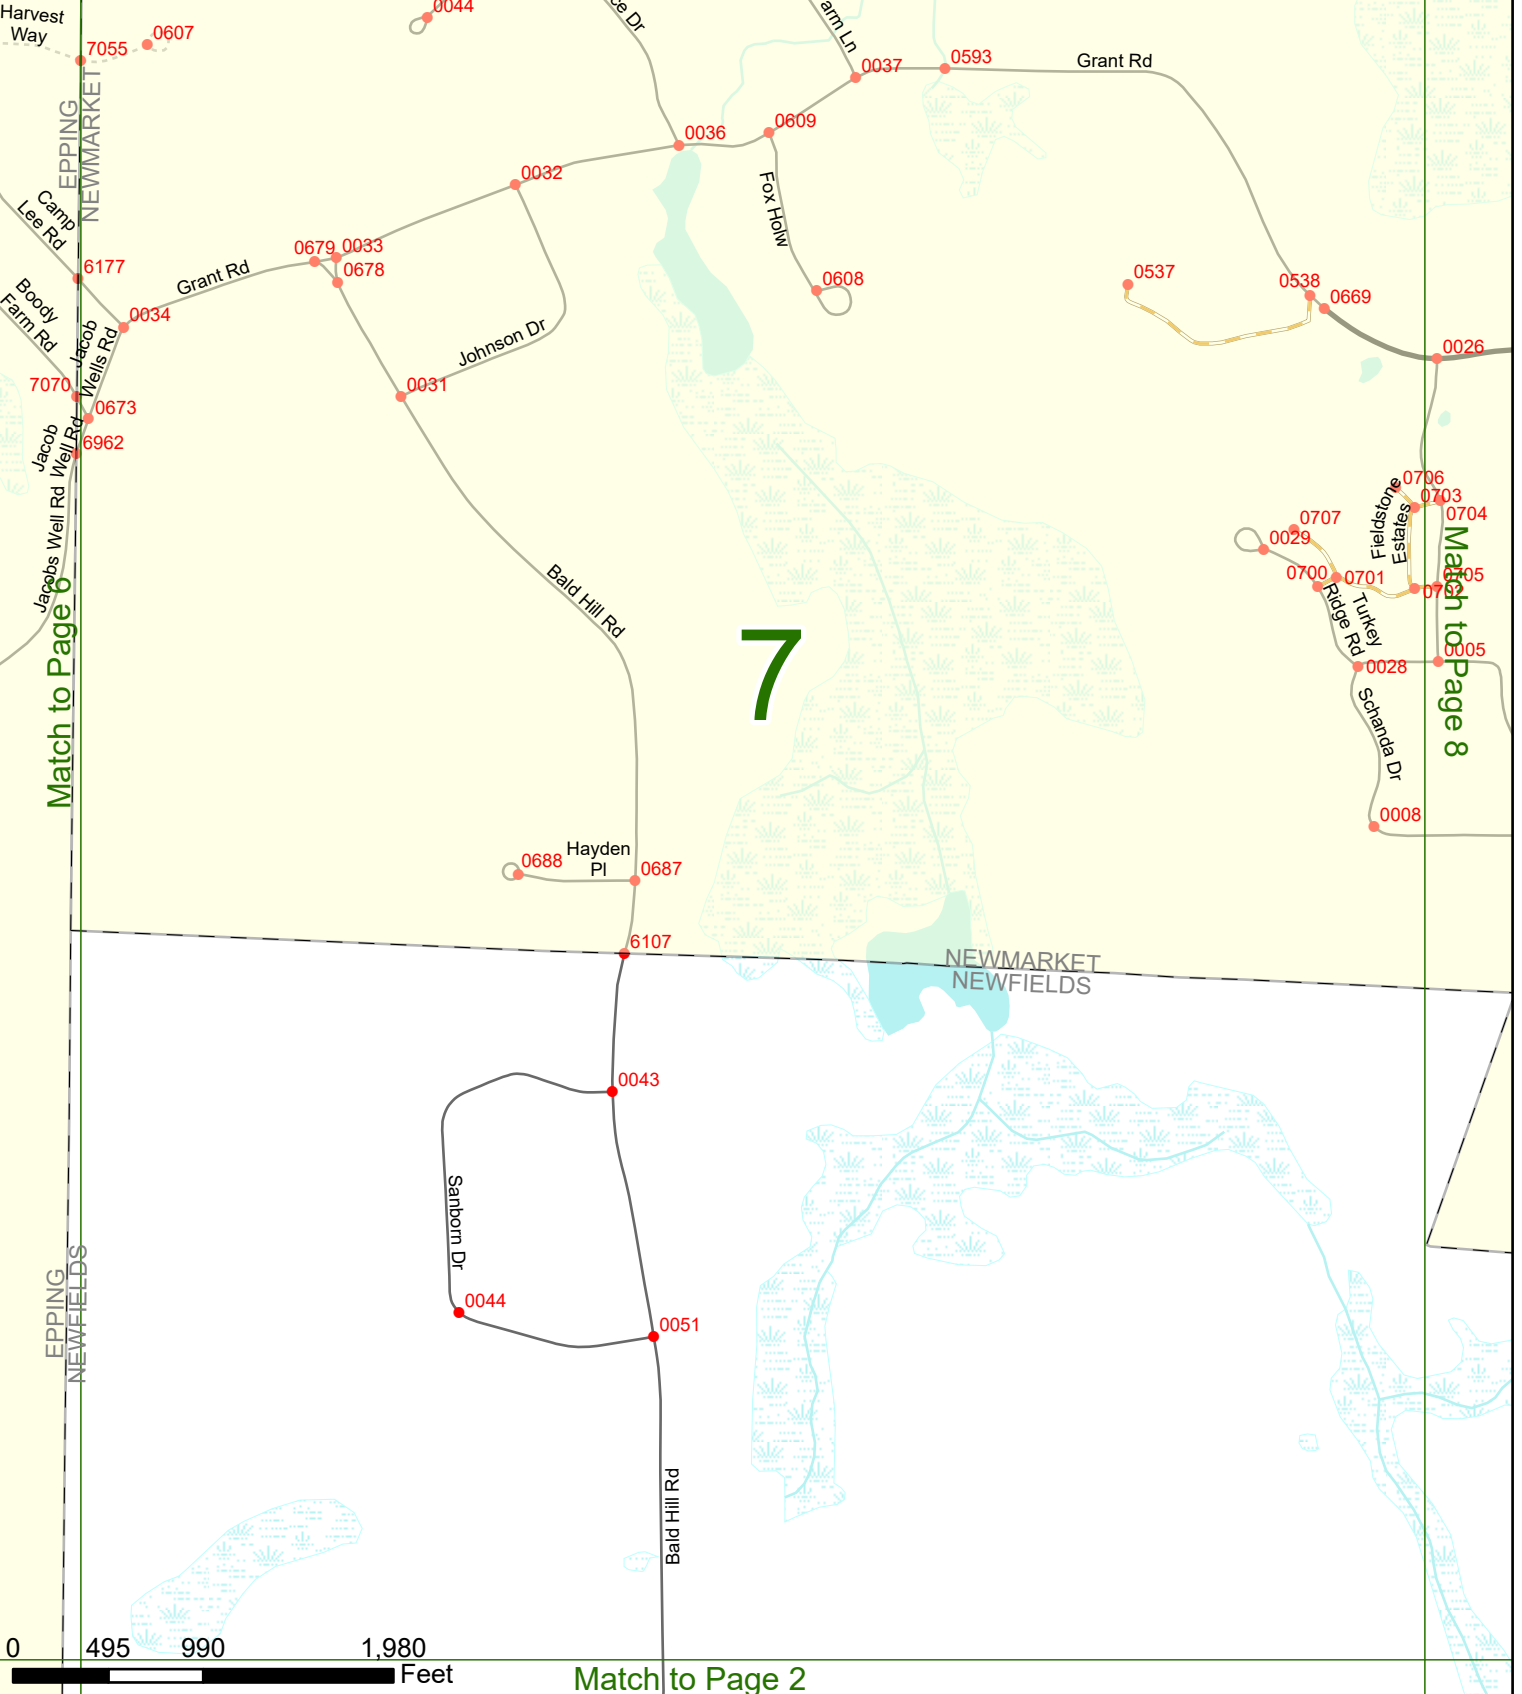 Harvest
Way
7055
0607
0044
ce Dr
arm Ln
0037
0593
Grant Rd
EPPING
NEWMARKET
0036
0609
0032
Fox Holw
Camp
Lee Rd
6177
Grant Rd
0679
0033
0678
0608
0537
0538
0669
Boody
Farm Rd
0034
Jacob
Wells Rd
Johnson Dr
0026
7070
0673
0031
Jacob
Well Rd
6962
Jacobs Well Rd
0706
0703
0704
Fieldstone
Estates
0707
0029
0700
0701
0705
0702
Turkey
Ridge Rd
Bald Hill Rd
Match to Page 6
7
Match to Page 8
0005
0028
Schanda Dr
0008
Hayden
Pl
0688
0687
6107
NEWMARKET
NEWFIELDS
0043
Sanborn Dr
0044
0051
EPPING
NEWFIELDS
Bald Hill Rd
0
495
990
1,980
Feet
Match to Page 2